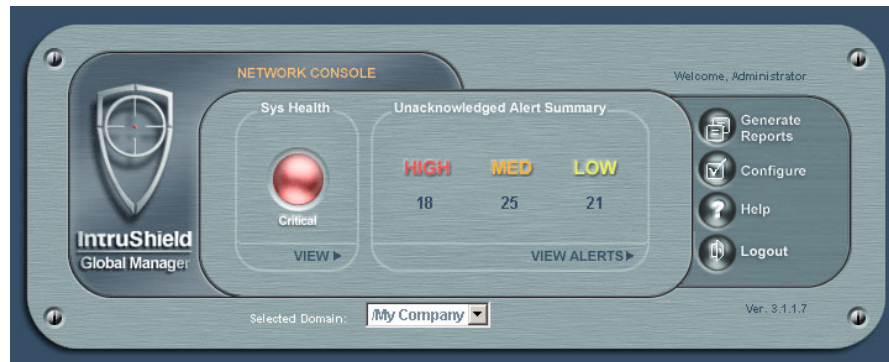 NETWORK CONSOLE
Welcome, Administrator
Sys Health
Unacknowledged Alert Summary
HIGH MED LOW
18 25 21
Critical
VIEW
VIEW ALERTS
IntruShield
Global Manager
Generate
Reports
Configure
Help
Logout
Selected Domain: /My Company
Ver. 3.1.1.7